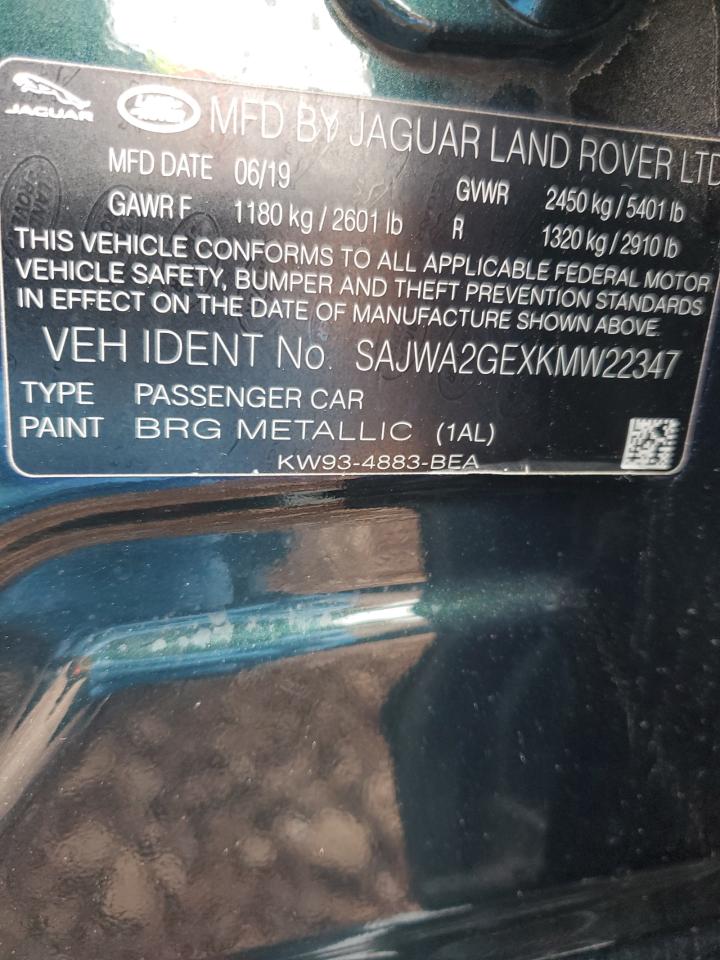 JAGUAR LAND ROVER MFD BY JAGUAR LAND ROVER LTD
MFD DATE 06/19 GVWR 2450 kg / 5401 lb
GAWR F 1180 kg / 2601 lb R 1320 kg / 2910 lb
THIS VEHICLE CONFORMS TO ALL APPLICABLE FEDERAL MOTOR
VEHICLE SAFETY, BUMPER AND THEFT PREVENTION STANDARDS
IN EFFECT ON THE DATE OF MANUFACTURE SHOWN ABOVE.
VEH IDENT No. SAJWA2GEXKMW22347
TYPE PASSENGER CAR
PAINT BRG METALLIC (1AL)
KW93-4883-BEA